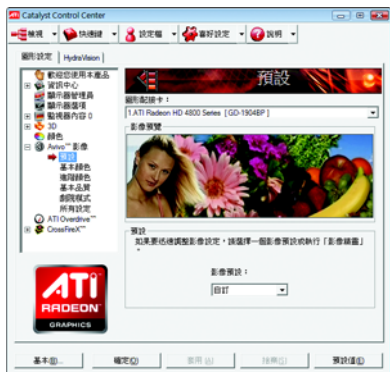 Catalyst Control Center
檢視 快速鍵 設定檔 喜好設定 說明
圖形設定 HydraVision
歡迎您使用本產品
資訊中心
顯示器管理員
顯示器選項
監視器內容 0
3D
顏色
Avivo™ 影像
預設
基本顏色
進階顏色
基本品質
劇院模式
所有設定
ATI Overdrive™
CrossFireX™
預設
圖形配接卡：
1.ATI Radeon HD 4800 Series [GD-1904BP]
影像預覽
預設
如果要迅速調整影像設定，請選擇一個影像預設或執行「影像精靈」
。
影像預設：
自訂
ATI
RADEON
GRAPHICS
基本(B)... 確定(O) 套用(A) 預設值(D)